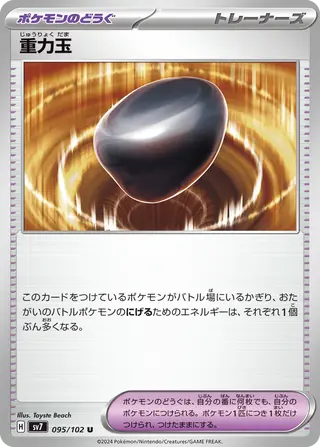 ポケモンのどうぐ
トレーナーズ
じゅうりょく だま
重力玉
このカードをつけているポケモンがバトル場にいるかぎり、おた
がいのバトルポケモンのにげるためのエネルギーは、それぞれ1個
ぶん多くなる。
ポケモンのどうぐは、自分の番に何枚でも、自分の
ポケモンにつけられる。ポケモン1匹につき1枚だけ
つけられ、つけたままにする。
Illus. Toyste Beach
H sv7 095/102 U
©2024 Pokémon/Nintendo/Creatures/GAME FREAK.